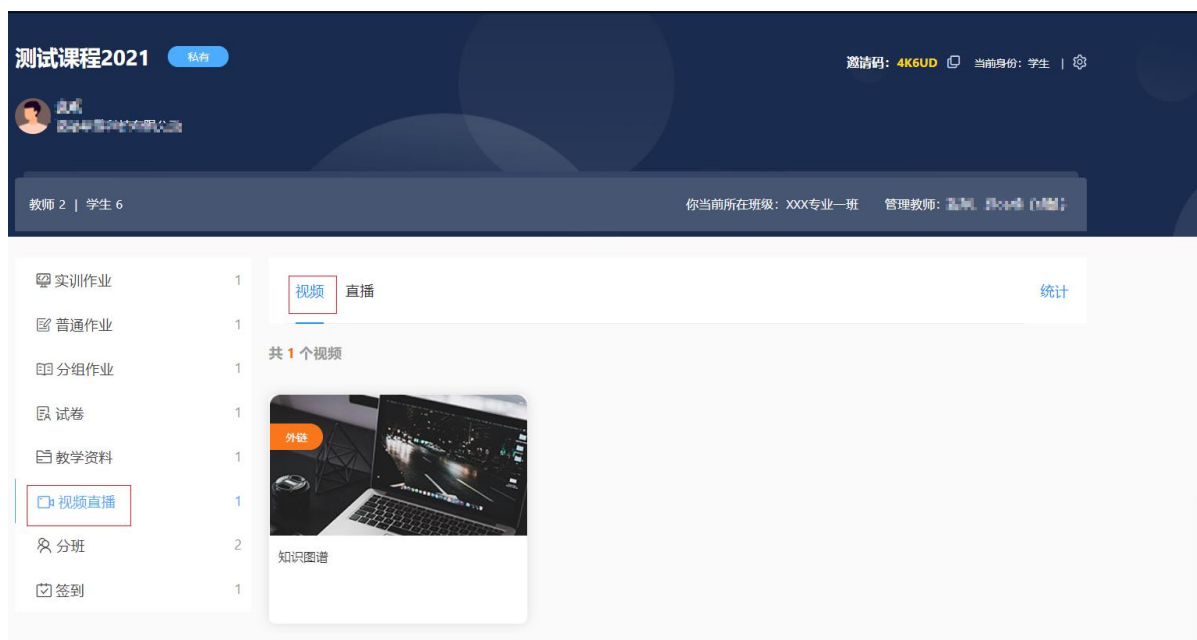 测试课程2021 私有
邀请码：4K6UD 当前身份：学生 |
教师 2 | 学生 6
你当前所在班级：XXX专业一班 管理教师：
实训作业 1
普通作业 1
分组作业 1
试卷 1
教学资料 1
视频直播 1
分班 2
签到 1
视频 直播 统计
共 1 个视频
外链
知识图谱